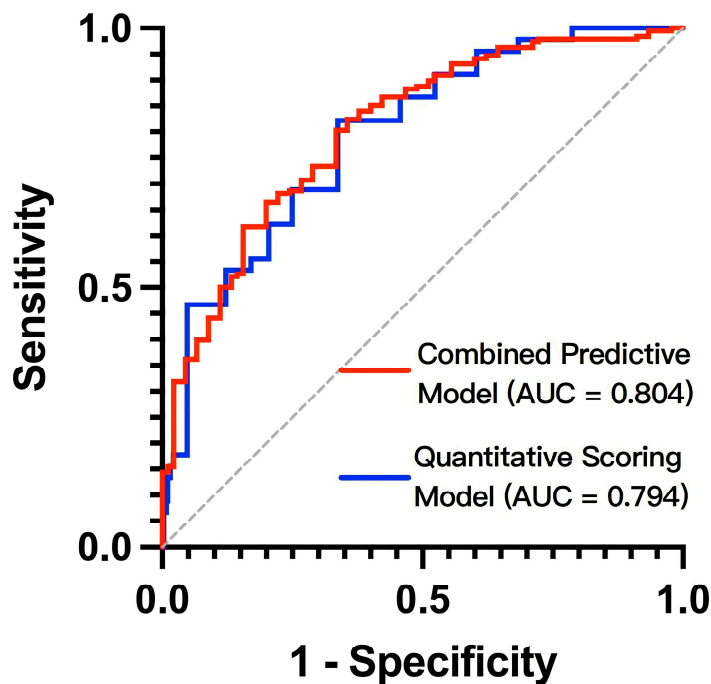 1.0
0.5
0.0
Sensitivity
Combined Predictive
Model (AUC = 0.804)
Quantitative Scoring
Model (AUC = 0.794)
0.0 0.5 1.0
1 - Specificity